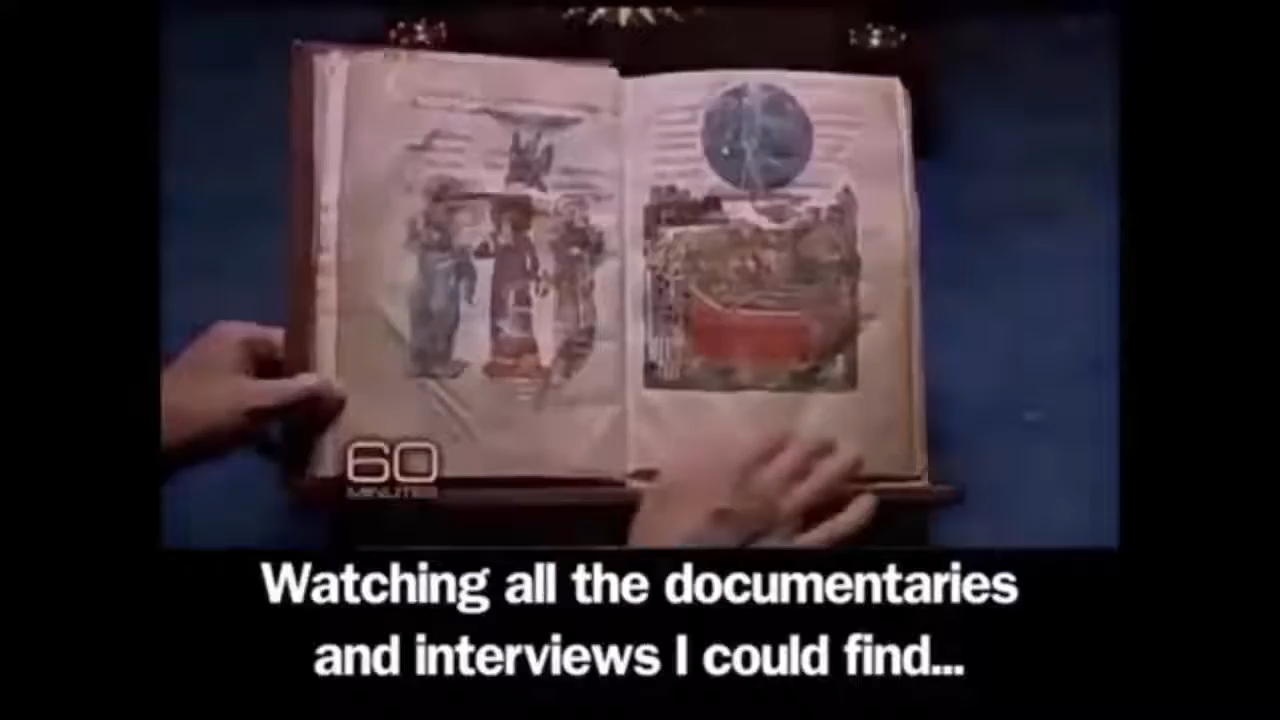 60
MINUTES
Watching all the documentaries
and interviews I could find...